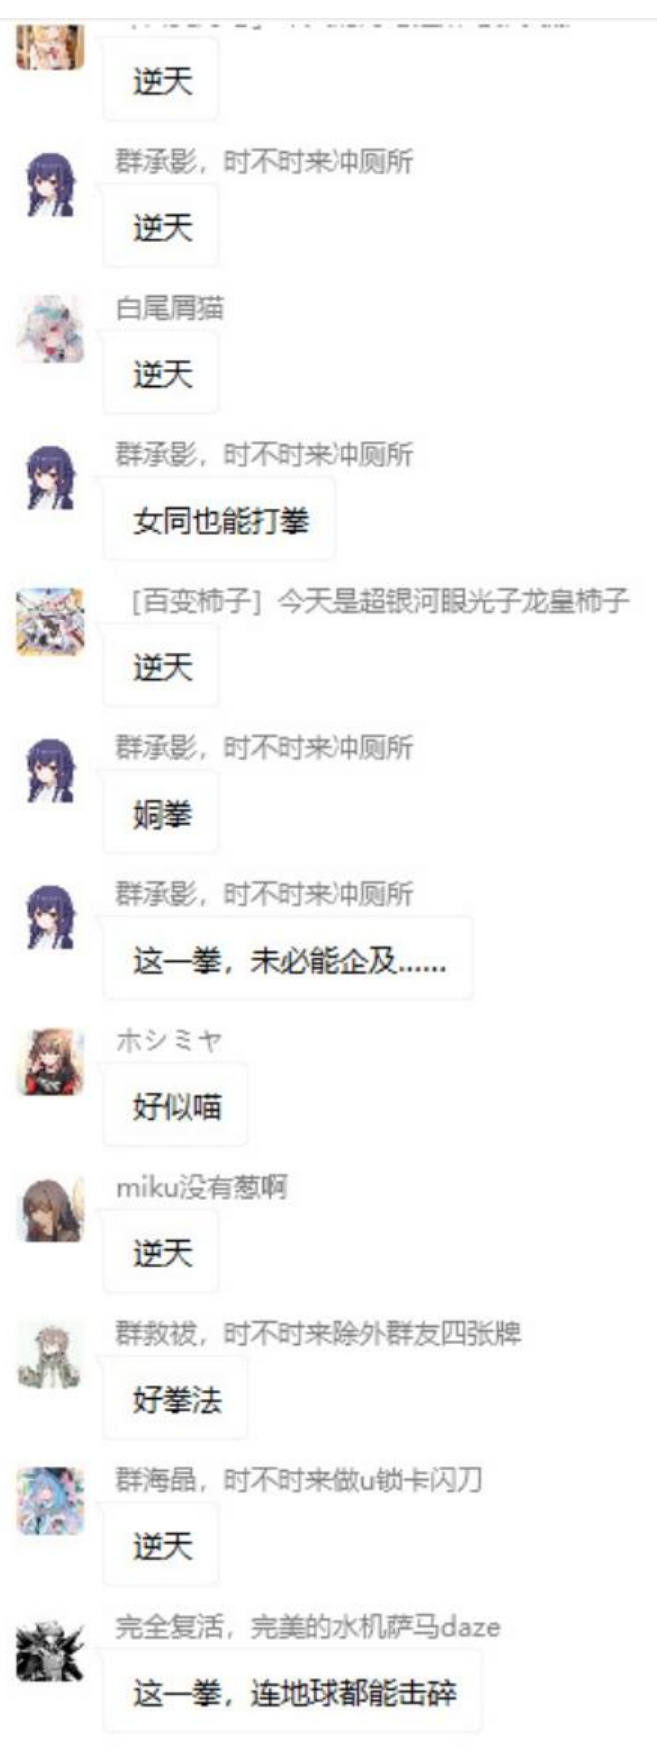 逆天
群承影，时不时来冲厕所
逆天
白尾屑猫
逆天
群承影，时不时来冲厕所
女同也能打拳
[百变柿子] 今天是超银河眼光子龙皇柿子
逆天
群承影，时不时来冲厕所
姛拳
群承影，时不时来冲厕所
这一拳，未必能企及......
ホシミヤ
好似喵
miku没有葱啊
逆天
群救祓，时不时来除外群友四张牌
好拳法
群海晶，时不时来做u锁卡闪刀
逆天
完全复活，完美的水机萨马daze
这一拳，连地球都能击碎